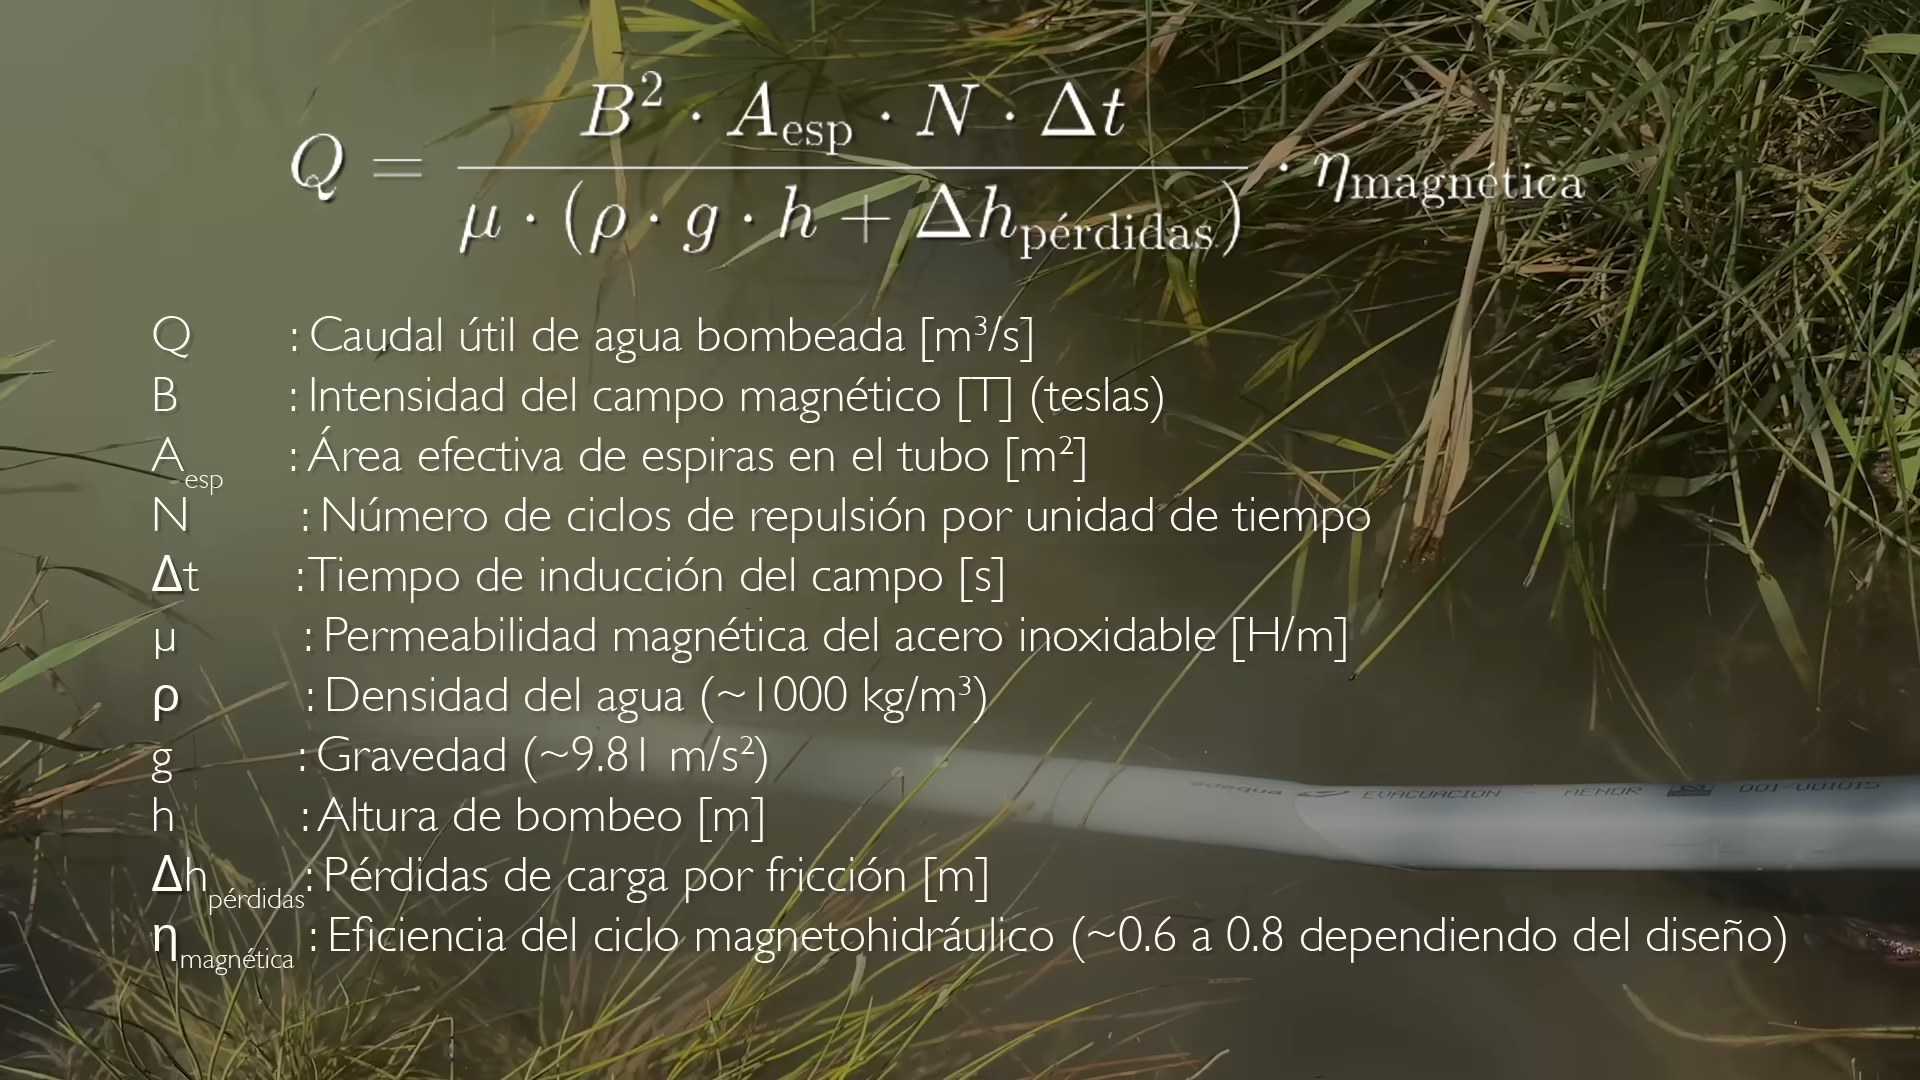 Q = B² · A_esp · N · Δt / μ · (ρ · g · h + Δh_pérdidas) · η_magnética
Q : Caudal útil de agua bombeada [m³/s]
B : Intensidad del campo magnético [T] (teslas)
A_esp : Área efectiva de espiras en el tubo [m²]
N : Número de ciclos de repulsión por unidad de tiempo
Δt : Tiempo de inducción del campo [s]
μ : Permeabilidad magnética del acero inoxidable [H/m]
ρ : Densidad del agua (~1000 kg/m³)
g : Gravedad (~9.81 m/s²)
adequa EVACUACION AENOR N 001/001015
h : Altura de bombeo [m]
Δh_pérdidas : Pérdidas de carga por fricción [m]
η_magnética : Eficiencia del ciclo magnetohidráulico (~0.6 a 0.8 dependiendo del diseño)